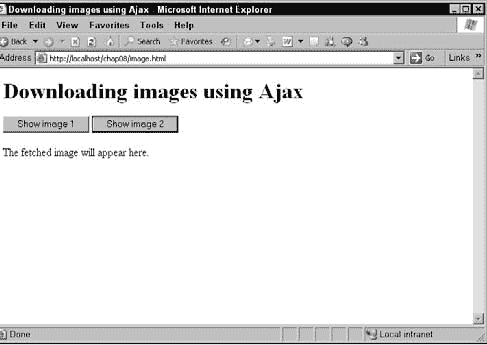 Downloading images using Ajax - Microsoft Internet Explorer
File Edit View Favorites Tools Help
Back Search Favorites
Address http://localhost/chap08/image.html Go Links »
Downloading images using Ajax
Show image 1 Show image 2
The fetched image will appear here.
Done Local intranet